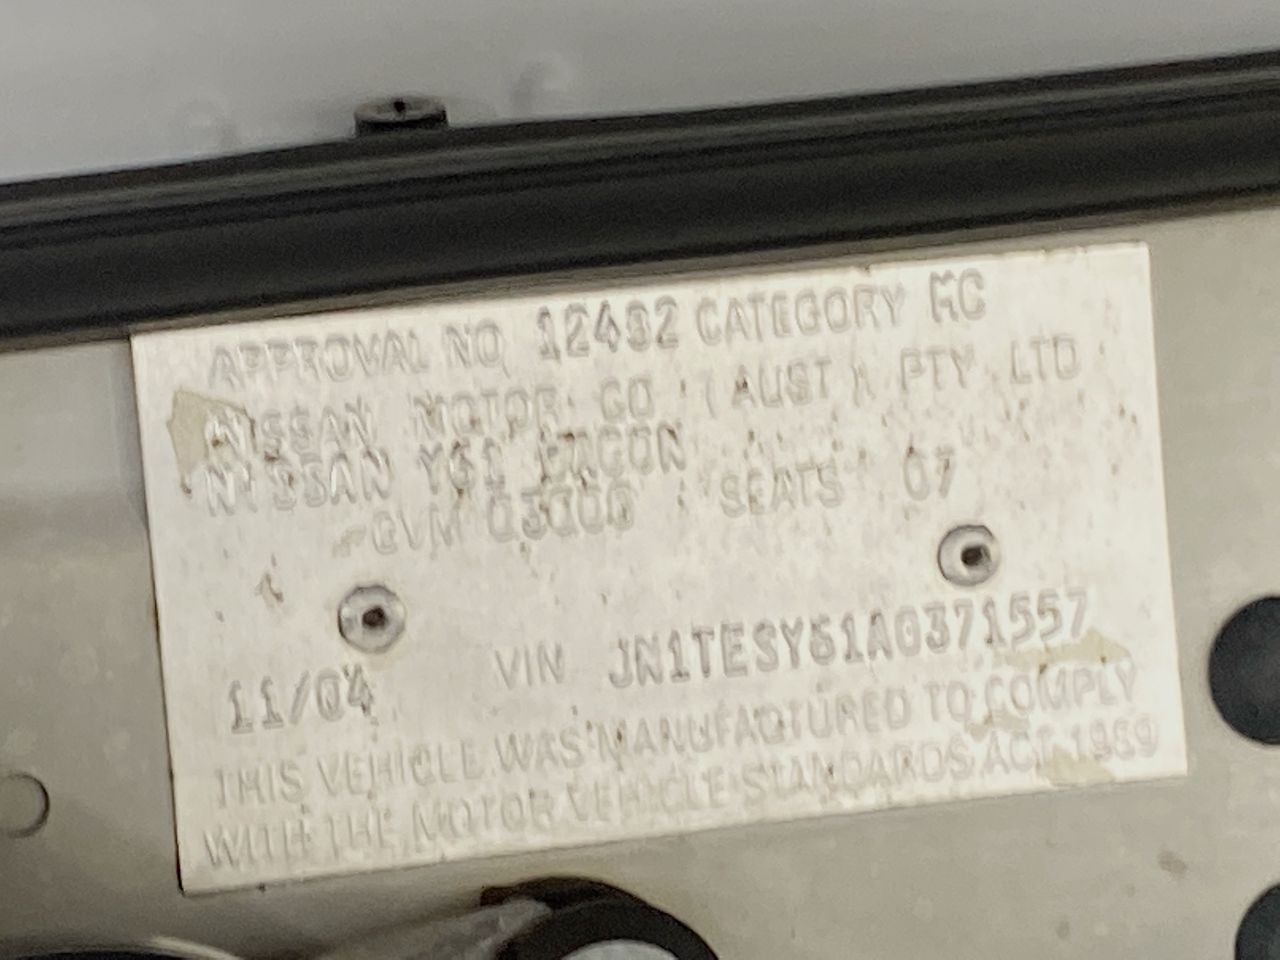 APPROVAL NO 12432 CATEGORY MC
NISSAN MOTOR CO (AUST) PTY LTD
NISSAN Y61 WAGON
GVM 03000 SEATS 07
11/04 VIN JN1TESY61A0371557
THIS VEHICLE WAS MANUFACTURED TO COMPLY
WITH THE MOTOR VEHICLE STANDARDS ACT 1989